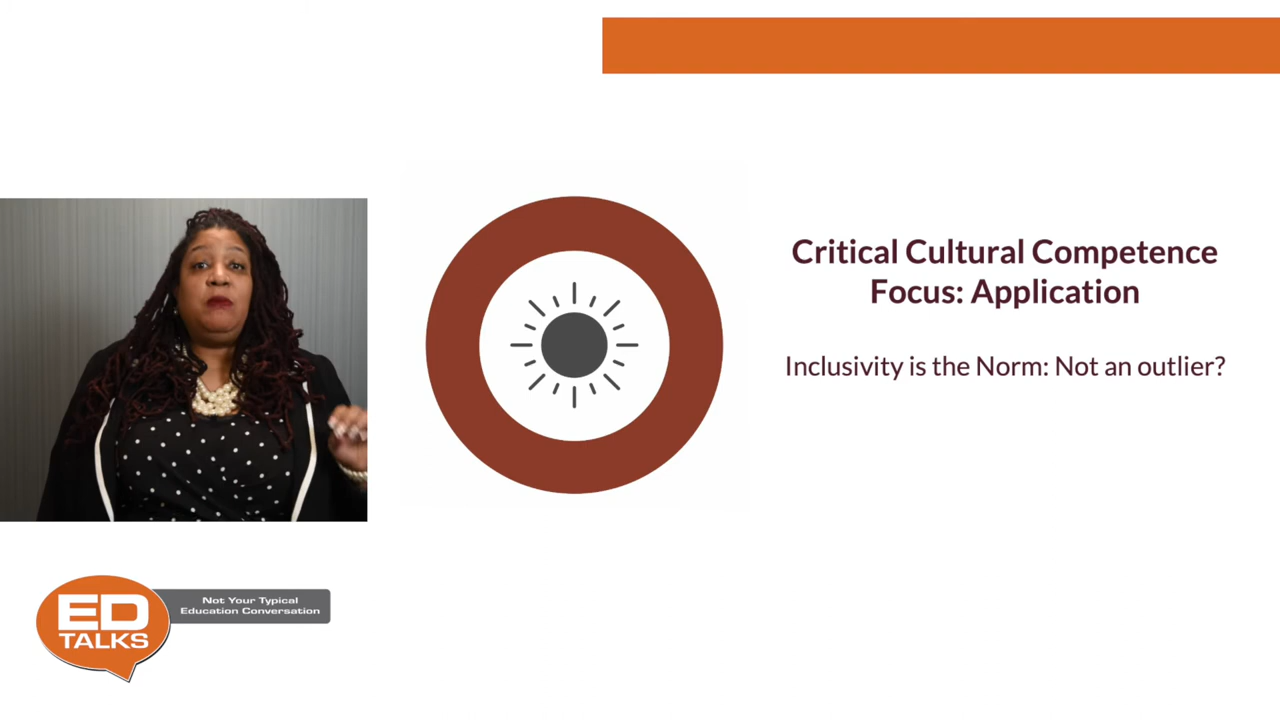 Critical Cultural Competence
Focus: Application
Inclusivity is the Norm: Not an outlier?
ED
TALKS
Not Your Typical
Education Conversation